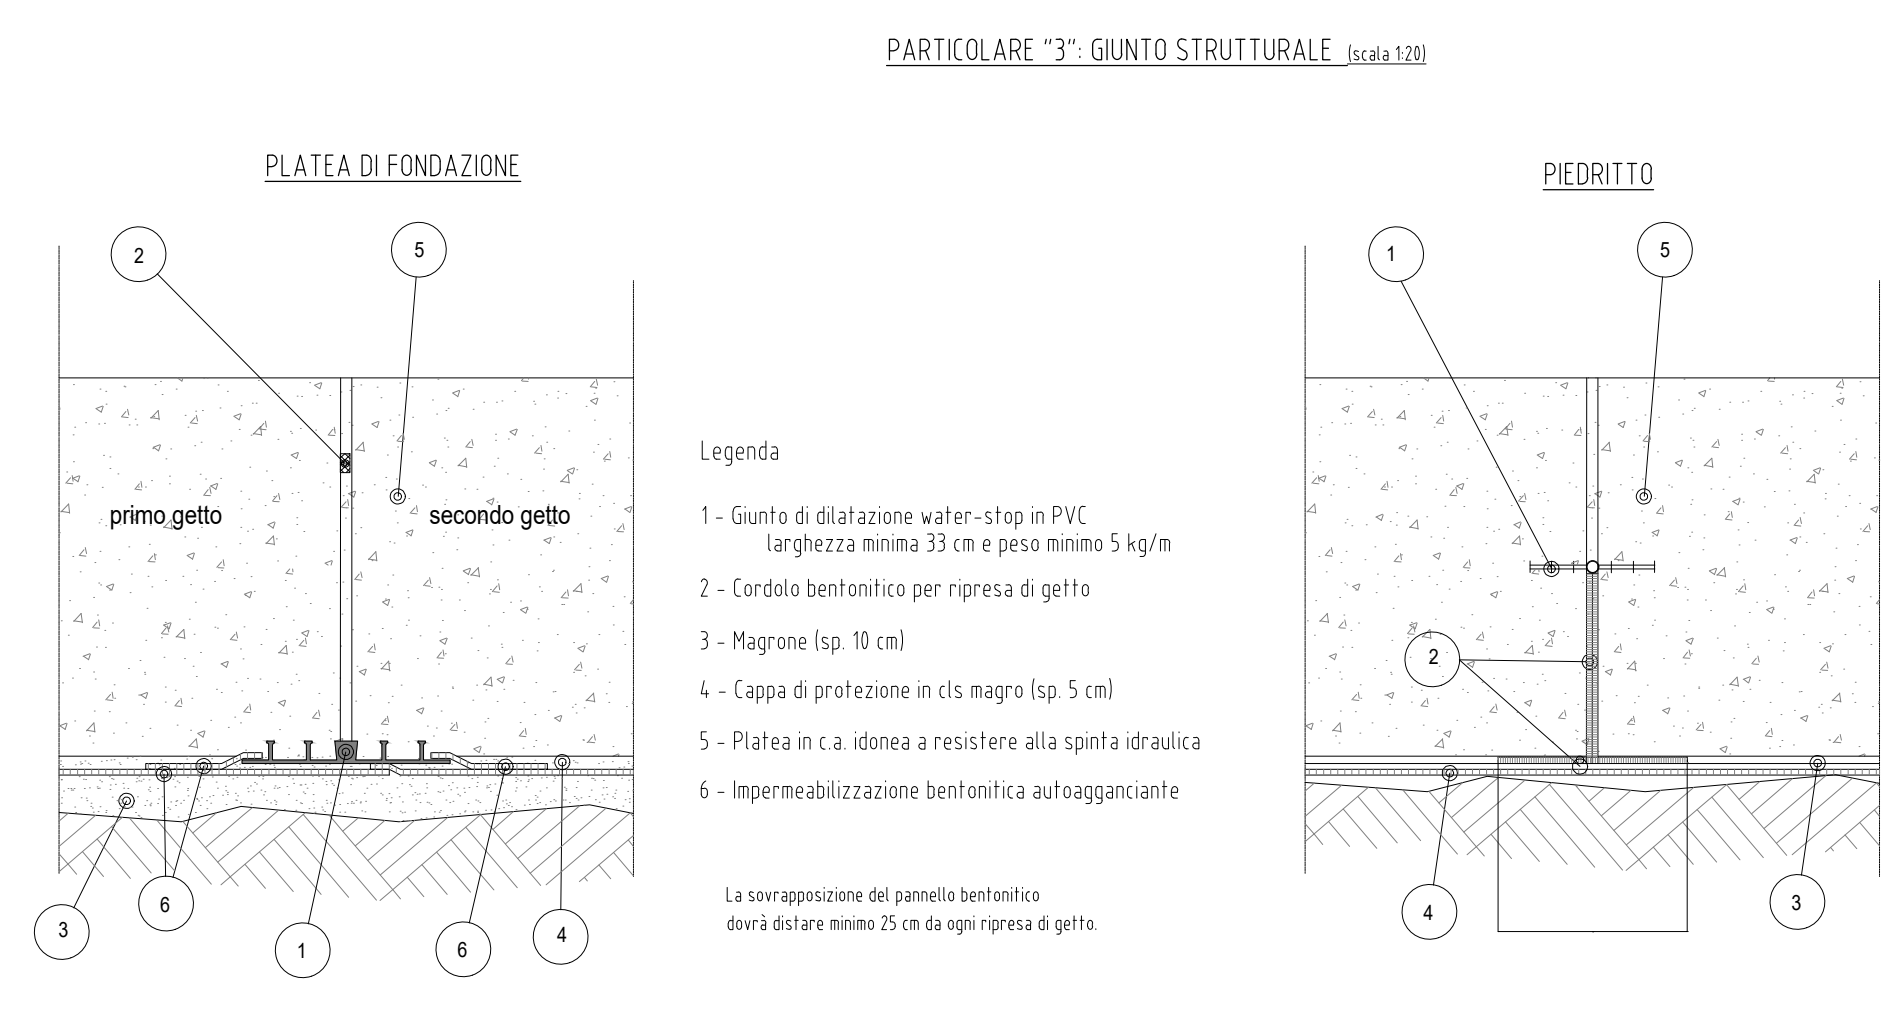 PARTICOLARE "3": GIUNTO STRUTTURALE (scala 1:20)
PLATEA DI FONDAZIONE
PIEDRITTO
2
5
1
5
primo getto
secondo getto
Legenda
1 - Giunto di dilatazione water-stop in PVC
larghezza minima 33 cm e peso minimo 5 kg/m
2 - Cordolo bentonitico per ripresa di getto
3 - Magrone (sp. 10 cm)
4 - Cappa di protezione in cls magro (sp. 5 cm)
5 - Platea in c.a. idonea a resistere alla spinta idraulica
6 - Impermeabilizzazione bentonitica autoagganciante
La sovrapposizione del pannello bentonitico
dovrà distare minimo 25 cm da ogni ripresa di getto.
2
3
6
1
6
4
4
3